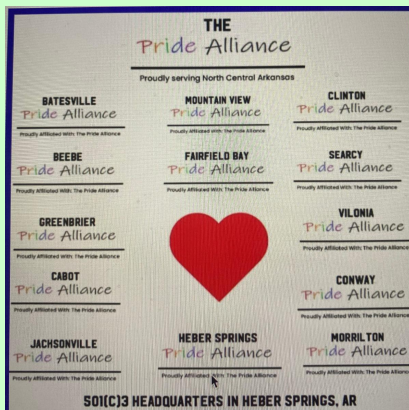 THE
Pride Alliance
Proudly serving North Central Arkansas
BATESVILLE
Pride Alliance
Proudly Affiliated With: The Pride Alliance
MOUNTAIN VIEW
Pride Alliance
Proudly Affiliated With: The Pride Alliance
CLINTON
Pride Alliance
Proudly Affiliated With: The Pride Alliance
BEEBE
Pride Alliance
Proudly Affiliated With: The Pride Alliance
FAIRFIELD BAY
Pride Alliance
Proudly Affiliated With: The Pride Alliance
SEARCY
Pride Alliance
Proudly Affiliated With: The Pride Alliance
GREENBRIER
Pride Alliance
Proudly Affiliated With: The Pride Alliance
VILONIA
Pride Alliance
Proudly Affiliated With: The Pride Alliance
CABOT
Pride Alliance
Proudly Affiliated With: The Pride Alliance
CONWAY
Pride Alliance
Proudly Affiliated With: The Pride Alliance
JACKSONVILLE
Pride Alliance
Proudly Affiliated With: The Pride Alliance
HEBER SPRINGS
Pride Alliance
Proudly Affiliated With: The Pride Alliance
MORRILTON
Pride Alliance
Proudly Affiliated With: The Pride Alliance
501(C)3 HEADQUARTERS IN HEBER SPRINGS, AR